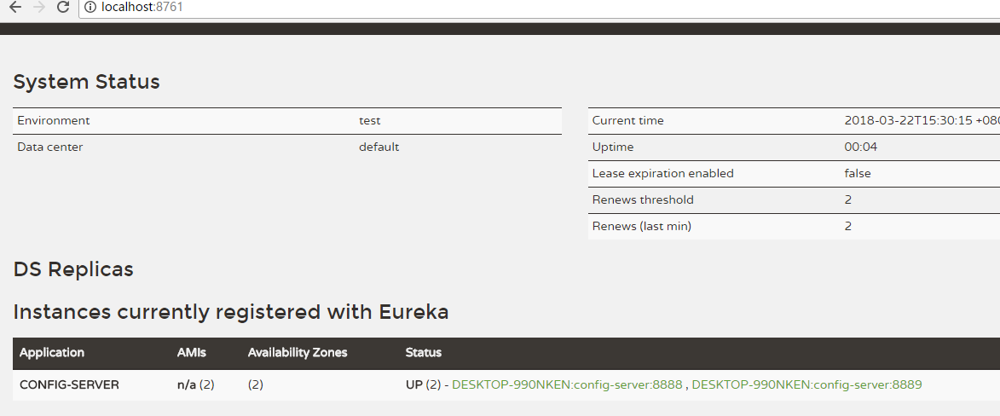 localhost:8761
System Status
Environment test
Data center default
Current time 2018-03-22T15:30:15 +080
Uptime 00:04
Lease expiration enabled false
Renews threshold 2
Renews (last min) 2
DS Replicas
Instances currently registered with Eureka
Application AMIs Availability Zones Status
CONFIG-SERVER n/a (2) (2) UP (2) - DESKTOP-990NKEN:config-server:8888 , DESKTOP-990NKEN:config-server:8889